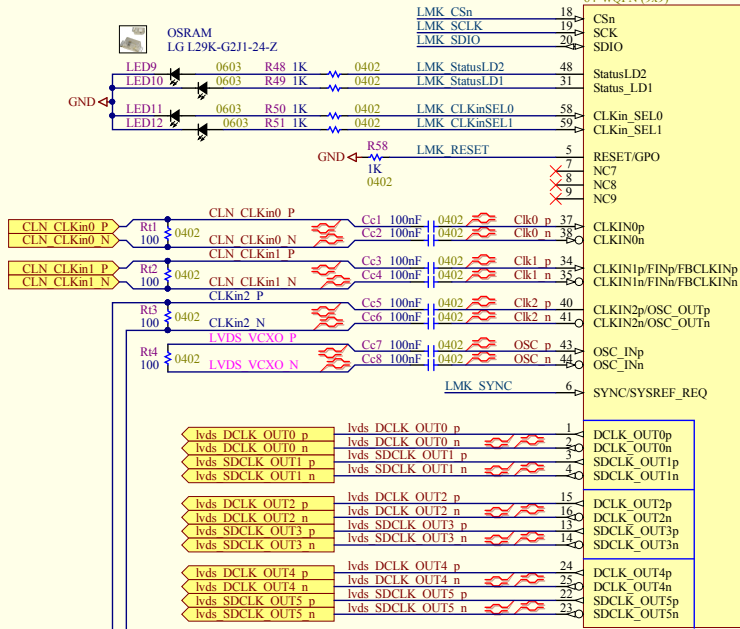 OSRAM
LG L29K-G2J1-24-Z
LMK_CSn 18 CSn
LMK_SCLK 19 SCK
LMK_SDIO 20 SDIO
LED9 0603 R48 1K 0402 LMK_StatusLD2 48 StatusLD2
LED10 0603 R49 1K 0402 LMK_StatusLD1 31 Status_LD1
GND
LED11 0603 R50 1K 0402 LMK_CLKinSEL0 58 CLKin_SEL0
LED12 0603 R51 1K 0402 LMK_CLKinSEL1 59 CLKin_SEL1
R58
GND LMK_RESET 5 RESET/GPO
1K
0402
7 NC7
8 NC8
9 NC9
CLN_CLKin0_P Rt1 CLN_CLKin0_P Cc1 100nF 0402 Clk0_p 37 CLKIN0p
CLN_CLKin0_N 100 0402 CLN_CLKin0_N Cc2 100nF 0402 Clk0_n 38 CLKIN0n
CLN_CLKin1_P Rt2 CLN_CLKin1_P Cc3 100nF 0402 Clk1_p 34 CLKIN1p/FINp/FBCLKINp
CLN_CLKin1_N 100 0402 CLN_CLKin1_N Cc4 100nF 0402 Clk1_n 35 CLKIN1n/FINn/FBCLKINn
Rt3 CLKin2_P Cc5 100nF 0402 Clk2_p 40 CLKIN2p/OSC_OUTp
100 0402 CLKin2_N Cc6 100nF 0402 Clk2_n 41 CLKIN2n/OSC_OUTn
Rt4 LVDS_VCXO_P Cc7 100nF 0402 OSC_p 43 OSC_INp
100 0402 LVDS_VCXO_N Cc8 100nF 0402 OSC_n 44 OSC_INn
LMK_SYNC 6 SYNC/SYSREF_REQ
lvds_DCLK_OUT0_p lvds_DCLK_OUT0_p 1 DCLK_OUT0p
lvds_DCLK_OUT0_n lvds_DCLK_OUT0_n 2 DCLK_OUT0n
lvds_SDCLK_OUT1_p lvds_SDCLK_OUT1_p 3 SDCLK_OUT1p
lvds_SDCLK_OUT1_n lvds_SDCLK_OUT1_n 4 SDCLK_OUT1n
lvds_DCLK_OUT2_p lvds_DCLK_OUT2_p 15 DCLK_OUT2p
lvds_DCLK_OUT2_n lvds_DCLK_OUT2_n 16 DCLK_OUT2n
lvds_SDCLK_OUT3_p lvds_SDCLK_OUT3_p 13 SDCLK_OUT3p
lvds_SDCLK_OUT3_n lvds_SDCLK_OUT3_n 14 SDCLK_OUT3n
lvds_DCLK_OUT4_p lvds_DCLK_OUT4_p 24 DCLK_OUT4p
lvds_DCLK_OUT4_n lvds_DCLK_OUT4_n 25 DCLK_OUT4n
lvds_SDCLK_OUT5_p lvds_SDCLK_OUT5_p 22 SDCLK_OUT5p
lvds_SDCLK_OUT5_n lvds_SDCLK_OUT5_n 23 SDCLK_OUT5n